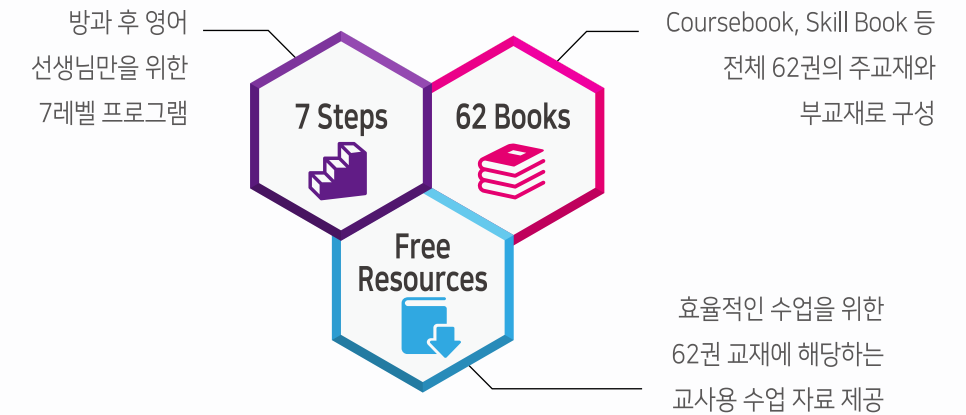 방과 후 영어
선생님만을 위한
7레벨 프로그램
7 Steps
62 Books
Coursebook, Skill Book 등
전체 62권의 주교재와
부교재로 구성
Free
Resources
효율적인 수업을 위한
62권 교재에 해당하는
교사용 수업 자료 제공